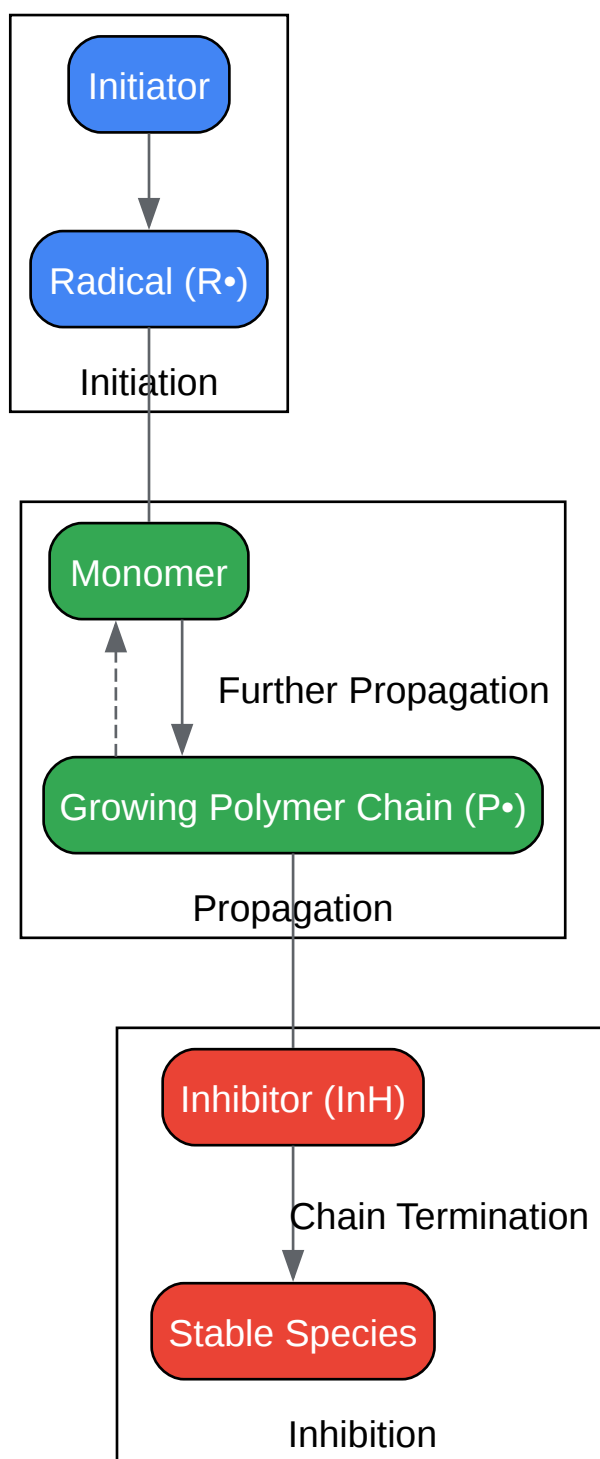 Initiator
Radical (R•)
Initiation
Monomer
Further Propagation
Growing Polymer Chain (P•)
Propagation
Inhibitor (InH)
Chain Termination
Stable Species
Inhibition